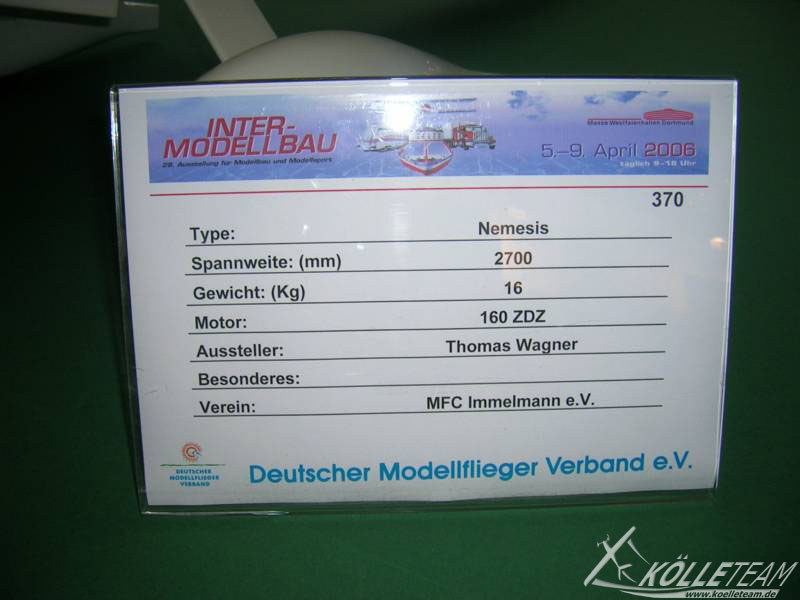 INTER-
MODELLBAU
28. Ausstellung für Modellbau und Modellsport
Messe Westfalenhallen Dortmund
5.–9. April 2006
täglich 9–18 Uhr
370
Type: Nemesis
Spannweite: (mm) 2700
Gewicht: (Kg) 16
Motor: 160 ZDZ
Aussteller: Thomas Wagner
Besonderes:
Verein: MFC Immelmann e.V.
DEUTSCHER
MODELLFLIEGER
VERBAND
Deutscher Modellflieger Verband e.V.
KÖLLETEAM
www.koelleteam.de